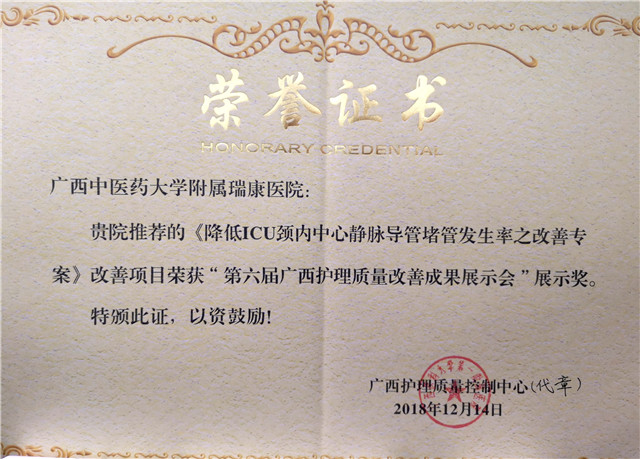 荣誉证书
HONORARY CREDENTIAL
广西中医药大学附属瑞康医院：
贵院推荐的《降低ICU颈内中心静脉导管堵管发生率之改善专
案》改善项目荣获“第六届广西护理质量改善成果展示会”展示奖。
特颁此证，以资鼓励！
广西护理质量控制中心(代章)
2018年12月14日